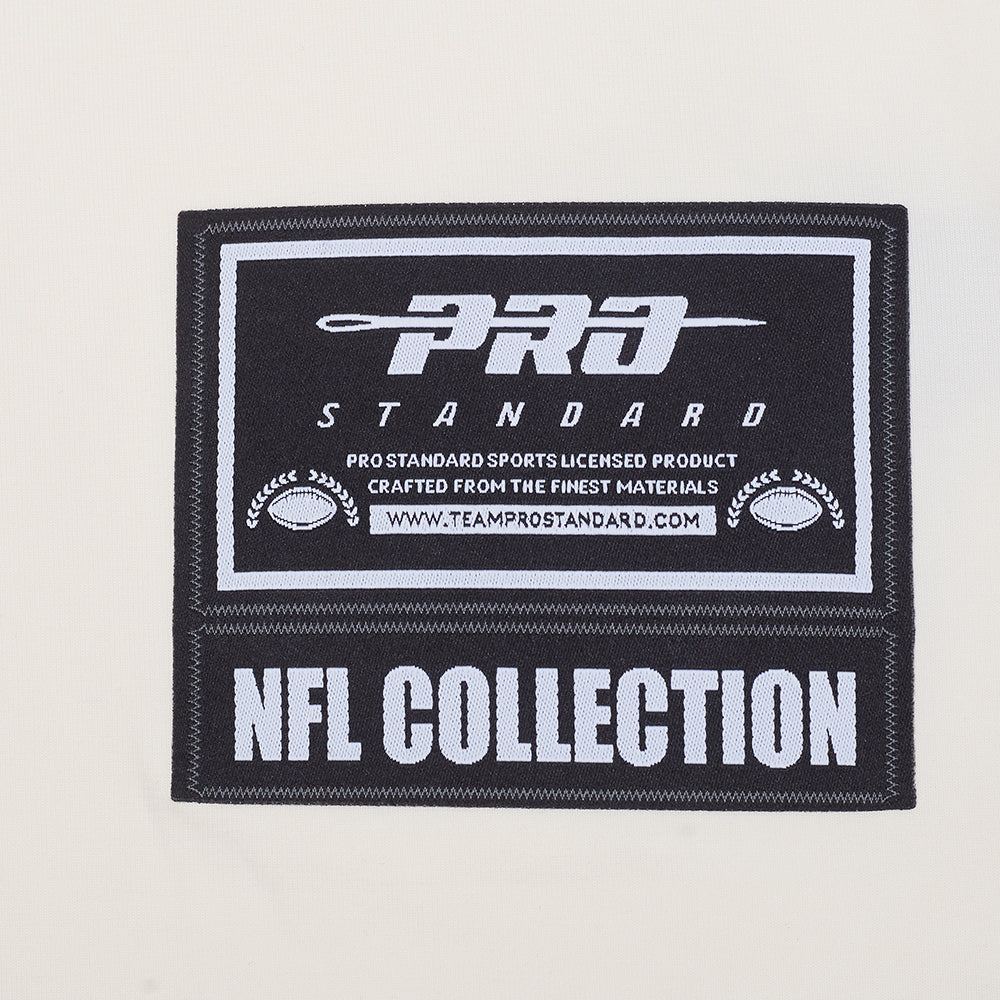 PRO
STANDARD
PRO STANDARD SPORTS LICENSED PRODUCT
CRAFTED FROM THE FINEST MATERIALS
WWW.TEAMPROSTANDARD.COM
NFL COLLECTION